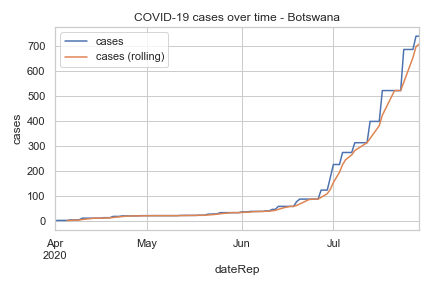 COVID-19 cases over time - Botswana
cases
cases (rolling)
cases
700
600
500
400
300
200
100
0
Apr
2020
May
Jun
Jul
dateRep